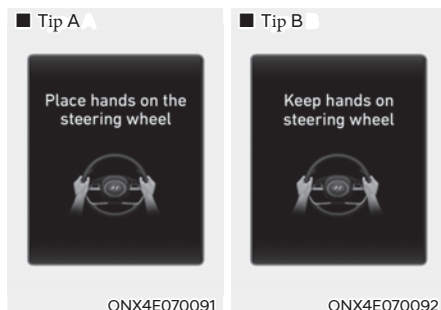 ■ Tip A
Place hands on the
steering wheel
ONX4E070091
■ Tip B
Keep hands on
steering wheel
ONX4E070092